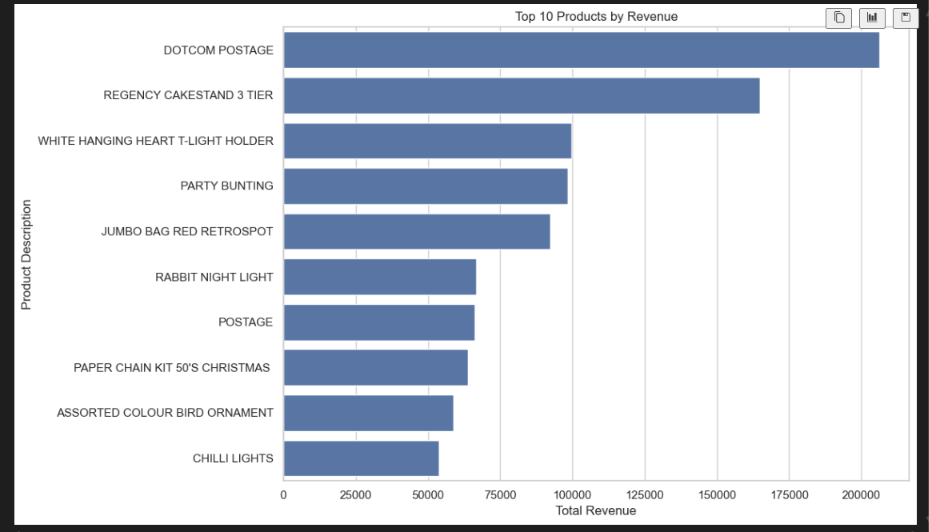 Top 10 Products by Revenue
DOTCOM POSTAGE
REGENCY CAKESTAND 3 TIER
WHITE HANGING HEART T-LIGHT HOLDER
PARTY BUNTING
JUMBO BAG RED RETROSPOT
RABBIT NIGHT LIGHT
POSTAGE
PAPER CHAIN KIT 50'S CHRISTMAS
ASSORTED COLOUR BIRD ORNAMENT
CHILLI LIGHTS
Product Description
0 25000 50000 75000 100000 125000 150000 175000 200000
Total Revenue